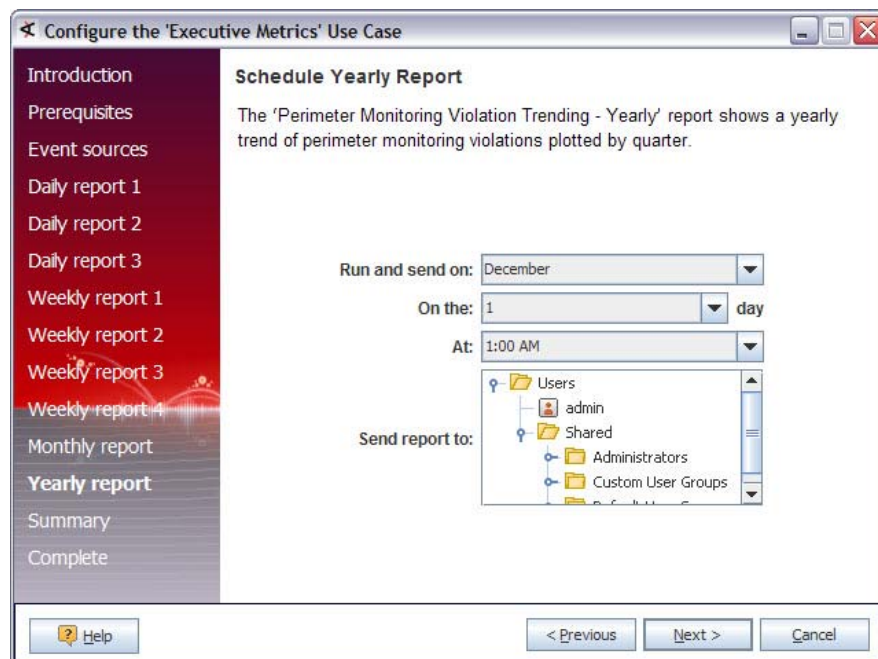 Configure the 'Executive Metrics' Use Case
Introduction
Prerequisites
Event sources
Daily report 1
Daily report 2
Daily report 3
Weekly report 1
Weekly report 2
Weekly report 3
Weekly report 4
Monthly report
Yearly report
Summary
Complete
Schedule Yearly Report
The 'Perimeter Monitoring Violation Trending - Yearly' report shows a yearly
trend of perimeter monitoring violations plotted by quarter.
Run and send on: December
On the: 1 day
At: 1:00 AM
Send report to:
Users
admin
Shared
Administrators
Custom User Groups
Help
< Previous
Next >
Cancel